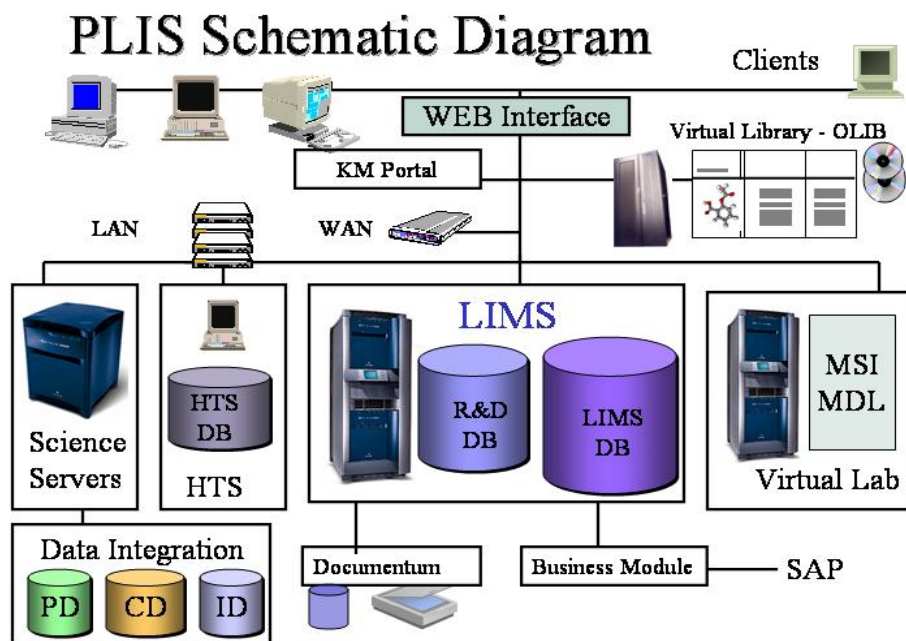 PLIS Schematic Diagram
Clients
WEB Interface
Virtual Library - OLIB
KM Portal
LAN
WAN
LIMS
HTS
DB
R&D
DB
LIMS
DB
MSI
MDL
Science
Servers
HTS
Virtual Lab
Data Integration
PD
CD
ID
Documentum
Business Module
SAP